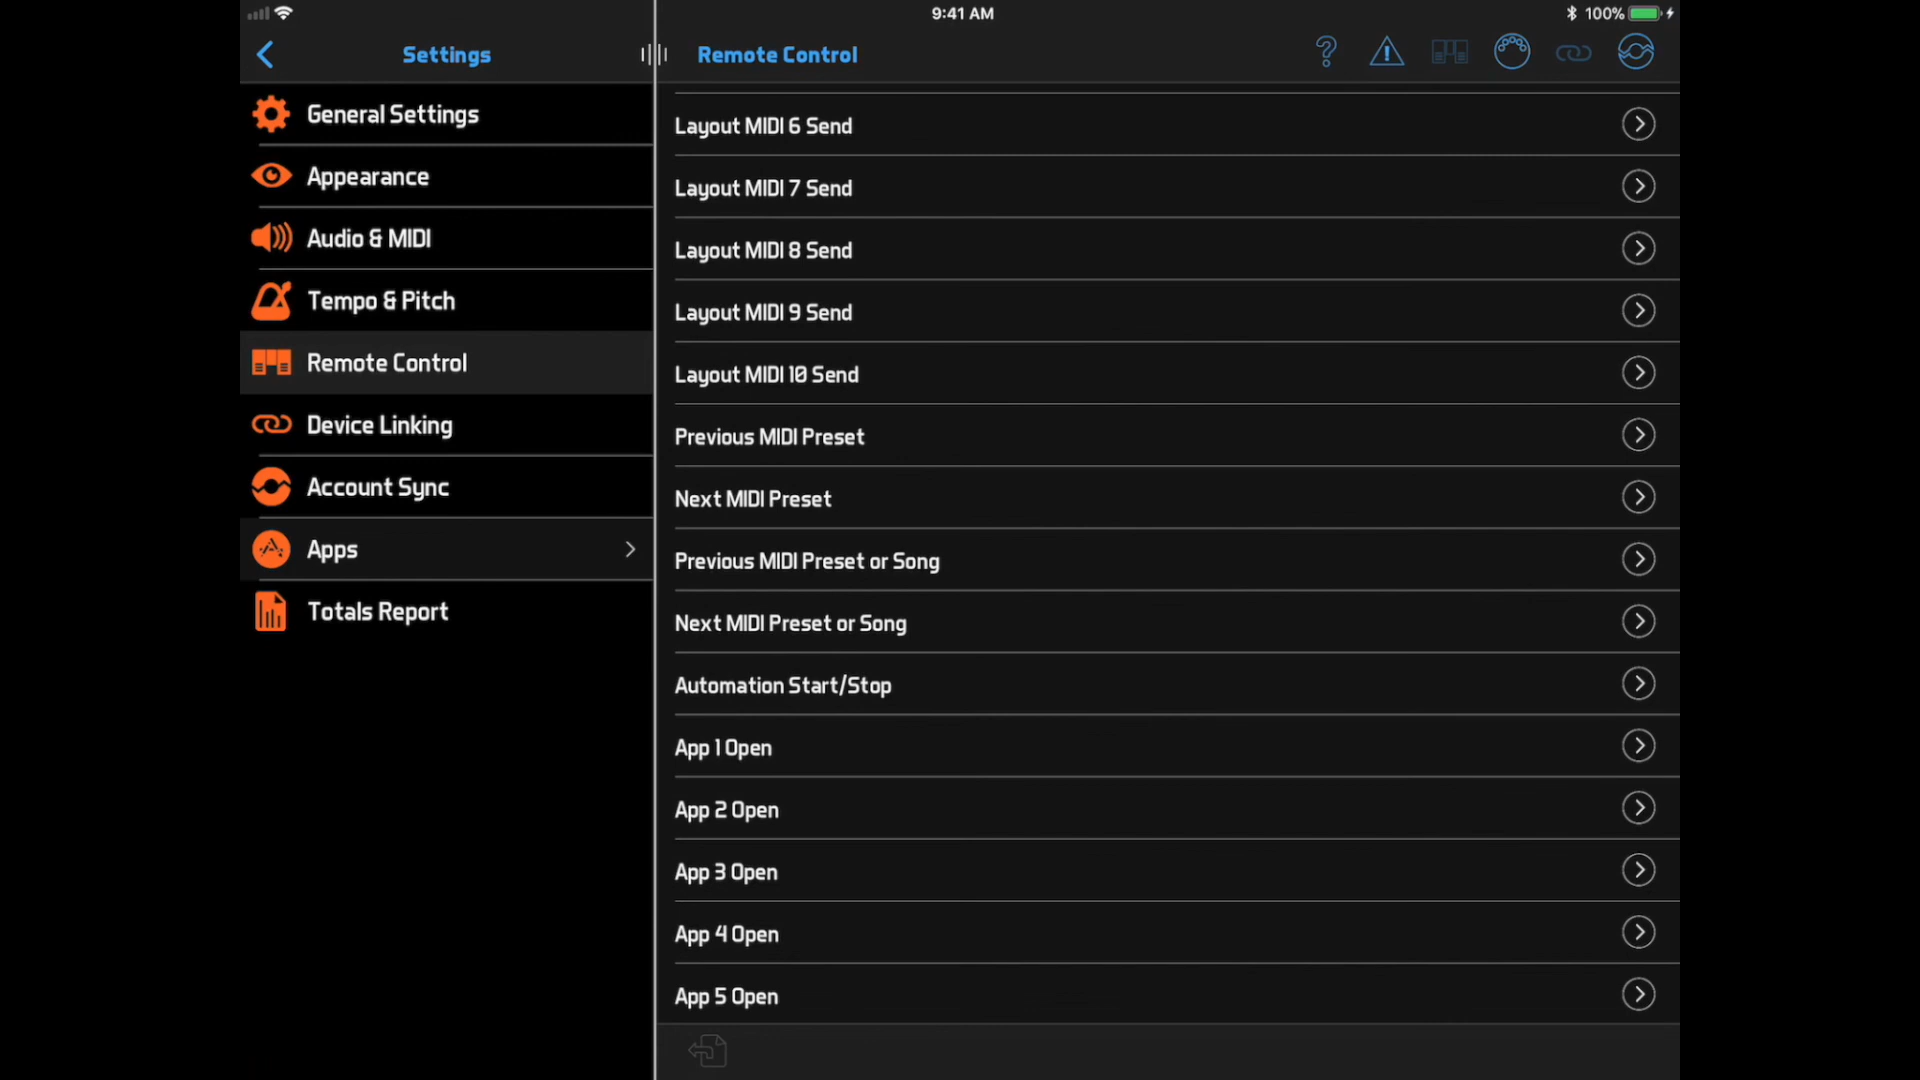 9:41 AM
100%
Settings
Remote Control
General Settings
Appearance
Audio & MIDI
Tempo & Pitch
Remote Control
Device Linking
Account Sync
Apps
Totals Report
Layout MIDI 6 Send
Layout MIDI 7 Send
Layout MIDI 8 Send
Layout MIDI 9 Send
Layout MIDI 10 Send
Previous MIDI Preset
Next MIDI Preset
Previous MIDI Preset or Song
Next MIDI Preset or Song
Automation Start/Stop
App 1 Open
App 2 Open
App 3 Open
App 4 Open
App 5 Open